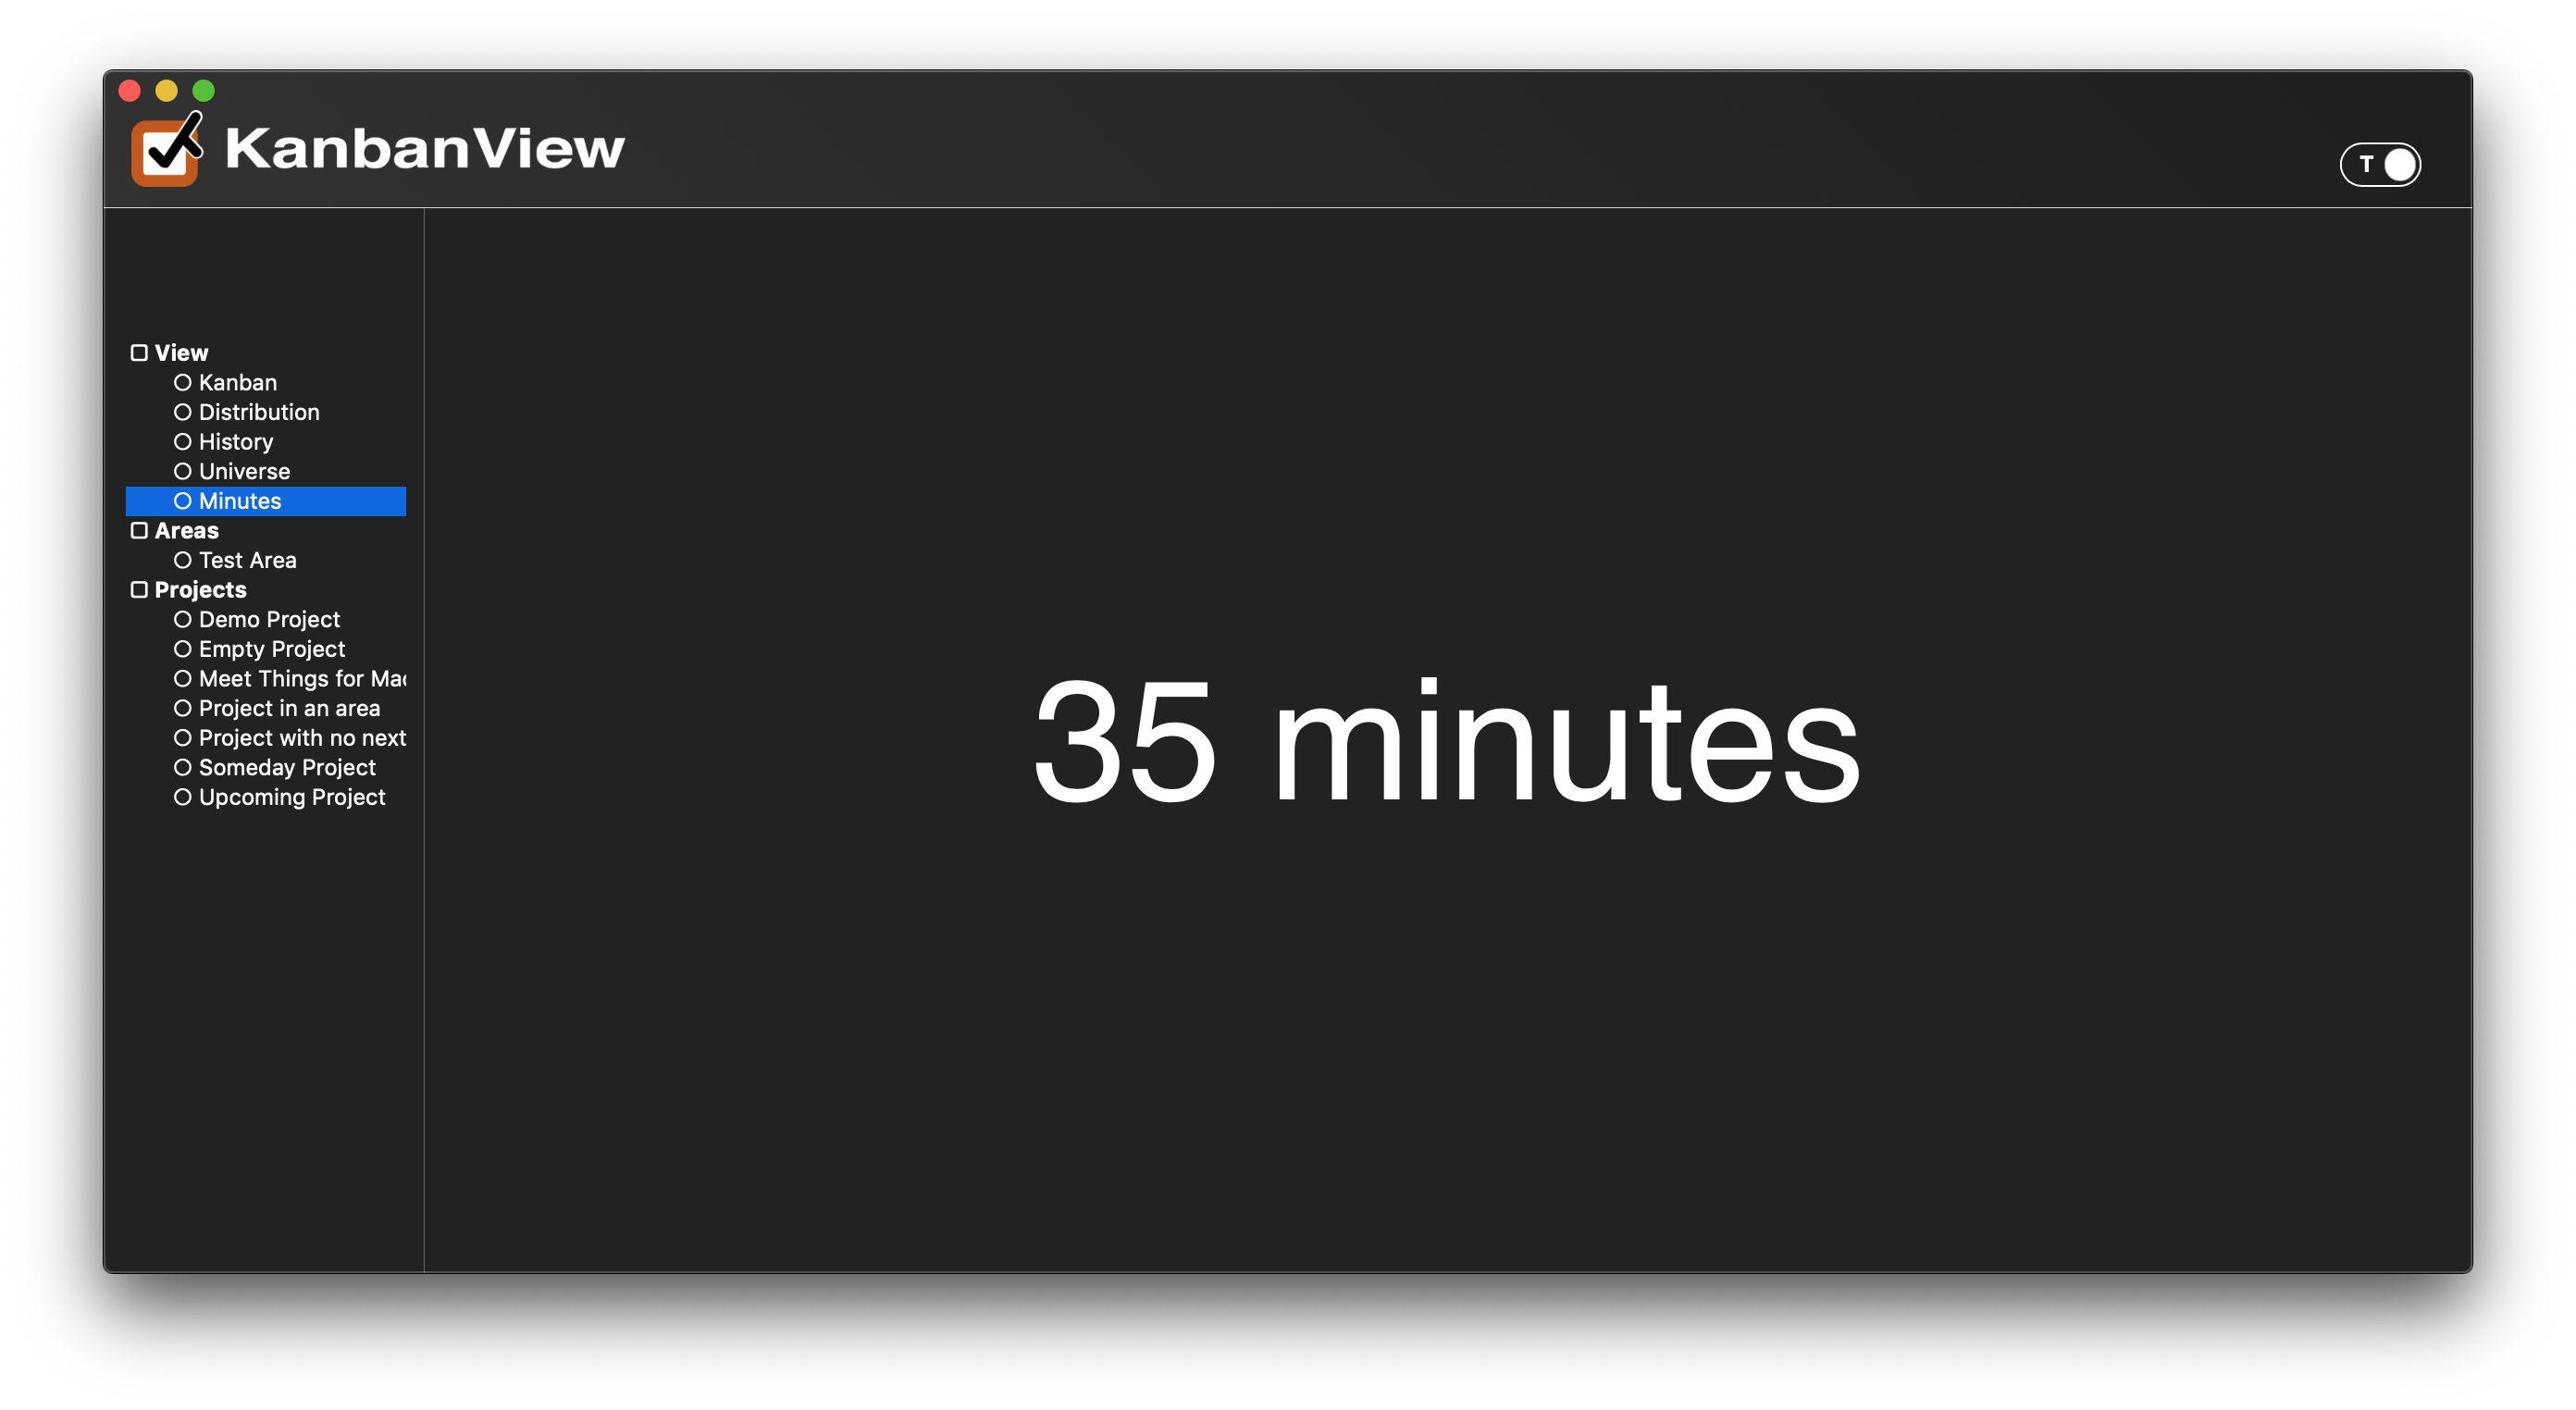 KanbanView
T
View
Kanban
Distribution
History
Universe
Minutes
Areas
Test Area
Projects
Demo Project
Empty Project
Meet Things for Mac
Project in an area
Project with no next
Someday Project
Upcoming Project
35 minutes